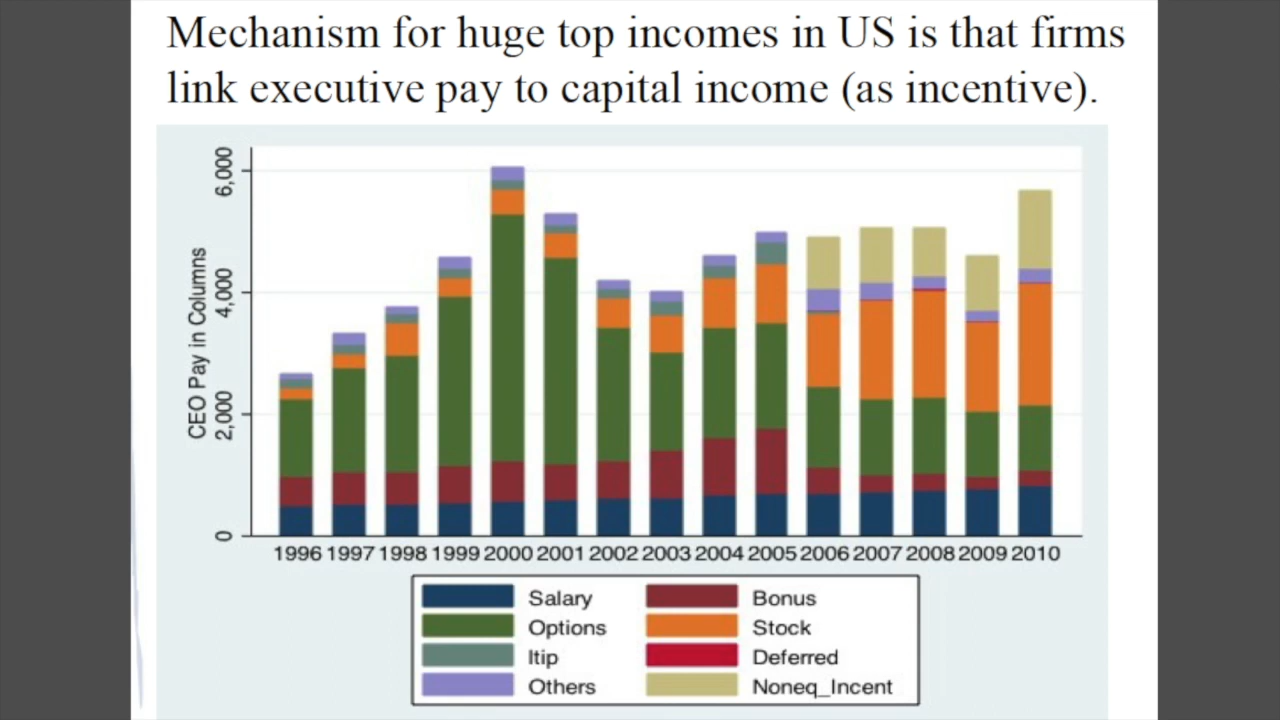 Mechanism for huge top incomes in US is that firms
link executive pay to capital income (as incentive).
CEO Pay in Columns
6,000
4,000
2,000
0
1996 1997 1998 1999 2000 2001 2002 2003 2004 2005 2006 2007 2008 2009 2010
Salary Bonus
Options Stock
ltip Deferred
Others Noneq_Incent